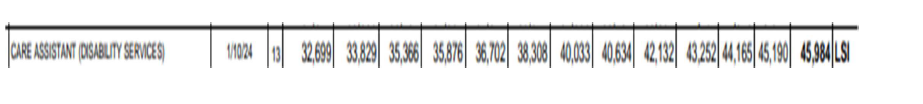 CARE ASSISTANT (DISABILITY SERVICES) 1/10/24 13 32,699 33,829 35,366 35,876 36,702 38,308 40,033 40,634 42,132 43,252 44,165 45,190 45,984 LSI